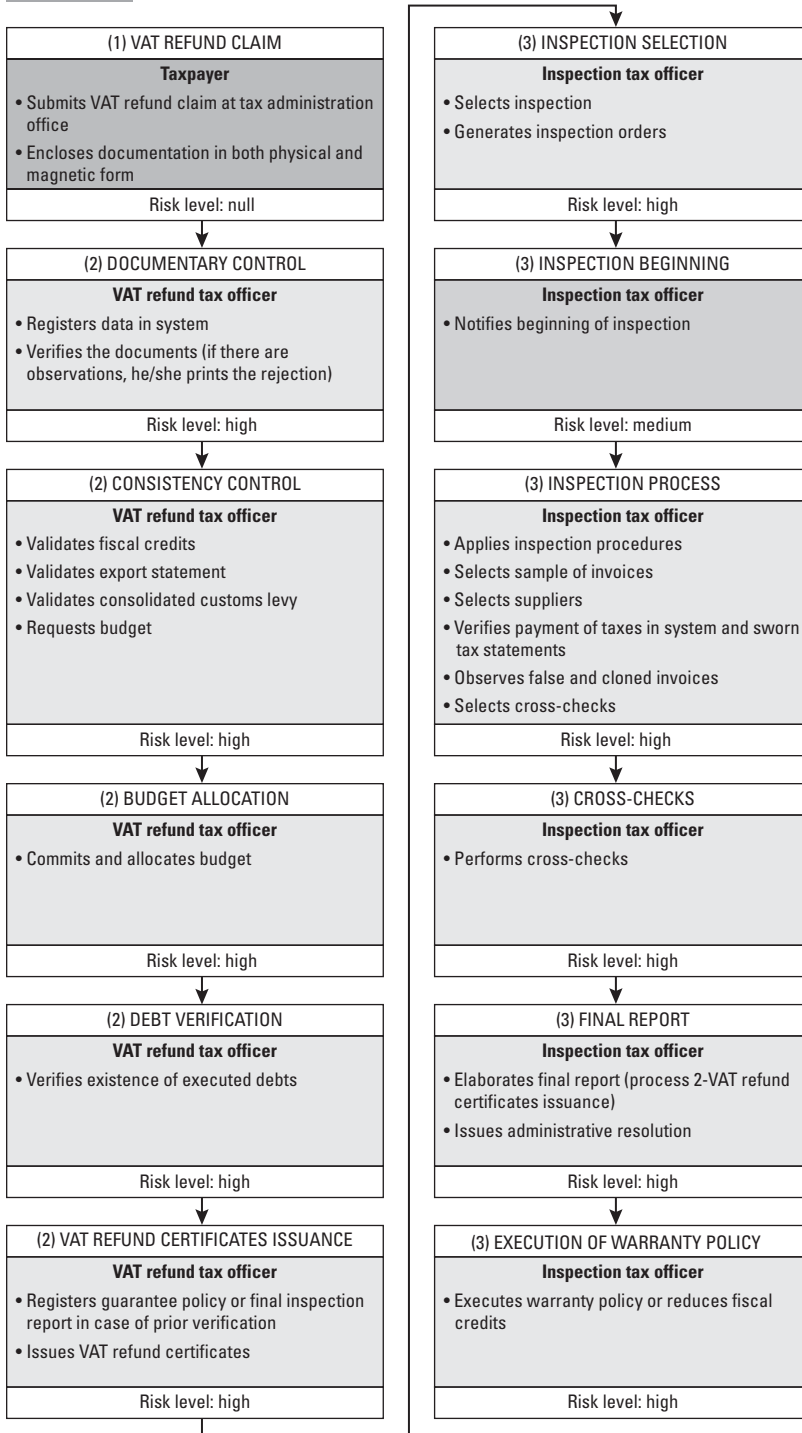 (1) VAT REFUND CLAIM
Taxpayer
• Submits VAT refund claim at tax administration
office
• Encloses documentation in both physical and
magnetic form
Risk level: null
(2) DOCUMENTARY CONTROL
VAT refund tax officer
• Registers data in system
• Verifies the documents (if there are
observations, he/she prints the rejection)
Risk level: high
(2) CONSISTENCY CONTROL
VAT refund tax officer
• Validates fiscal credits
• Validates export statement
• Validates consolidated customs levy
• Requests budget
Risk level: high
(2) BUDGET ALLOCATION
VAT refund tax officer
• Commits and allocates budget
Risk level: high
(2) DEBT VERIFICATION
VAT refund tax officer
• Verifies existence of executed debts
Risk level: high
(2) VAT REFUND CERTIFICATES ISSUANCE
VAT refund tax officer
• Registers guarantee policy or final inspection
report in case of prior verification
• Issues VAT refund certificates
Risk level: high
(3) INSPECTION SELECTION
Inspection tax officer
• Selects inspection
• Generates inspection orders
Risk level: high
(3) INSPECTION BEGINNING
Inspection tax officer
• Notifies beginning of inspection
Risk level: medium
(3) INSPECTION PROCESS
Inspection tax officer
• Applies inspection procedures
• Selects sample of invoices
• Selects suppliers
• Verifies payment of taxes in system and sworn
tax statements
• Observes false and cloned invoices
• Selects cross-checks
Risk level: high
(3) CROSS-CHECKS
Inspection tax officer
• Performs cross-checks
Risk level: high
(3) FINAL REPORT
Inspection tax officer
• Elaborates final report (process 2-VAT refund
certificates issuance)
• Issues administrative resolution
Risk level: high
(3) EXECUTION OF WARRANTY POLICY
Inspection tax officer
• Executes warranty policy or reduces fiscal
credits
Risk level: high